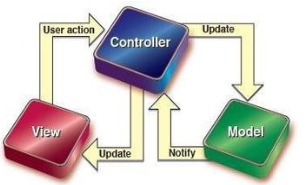 User action
Controller
Update
View
Update
Notify
Model